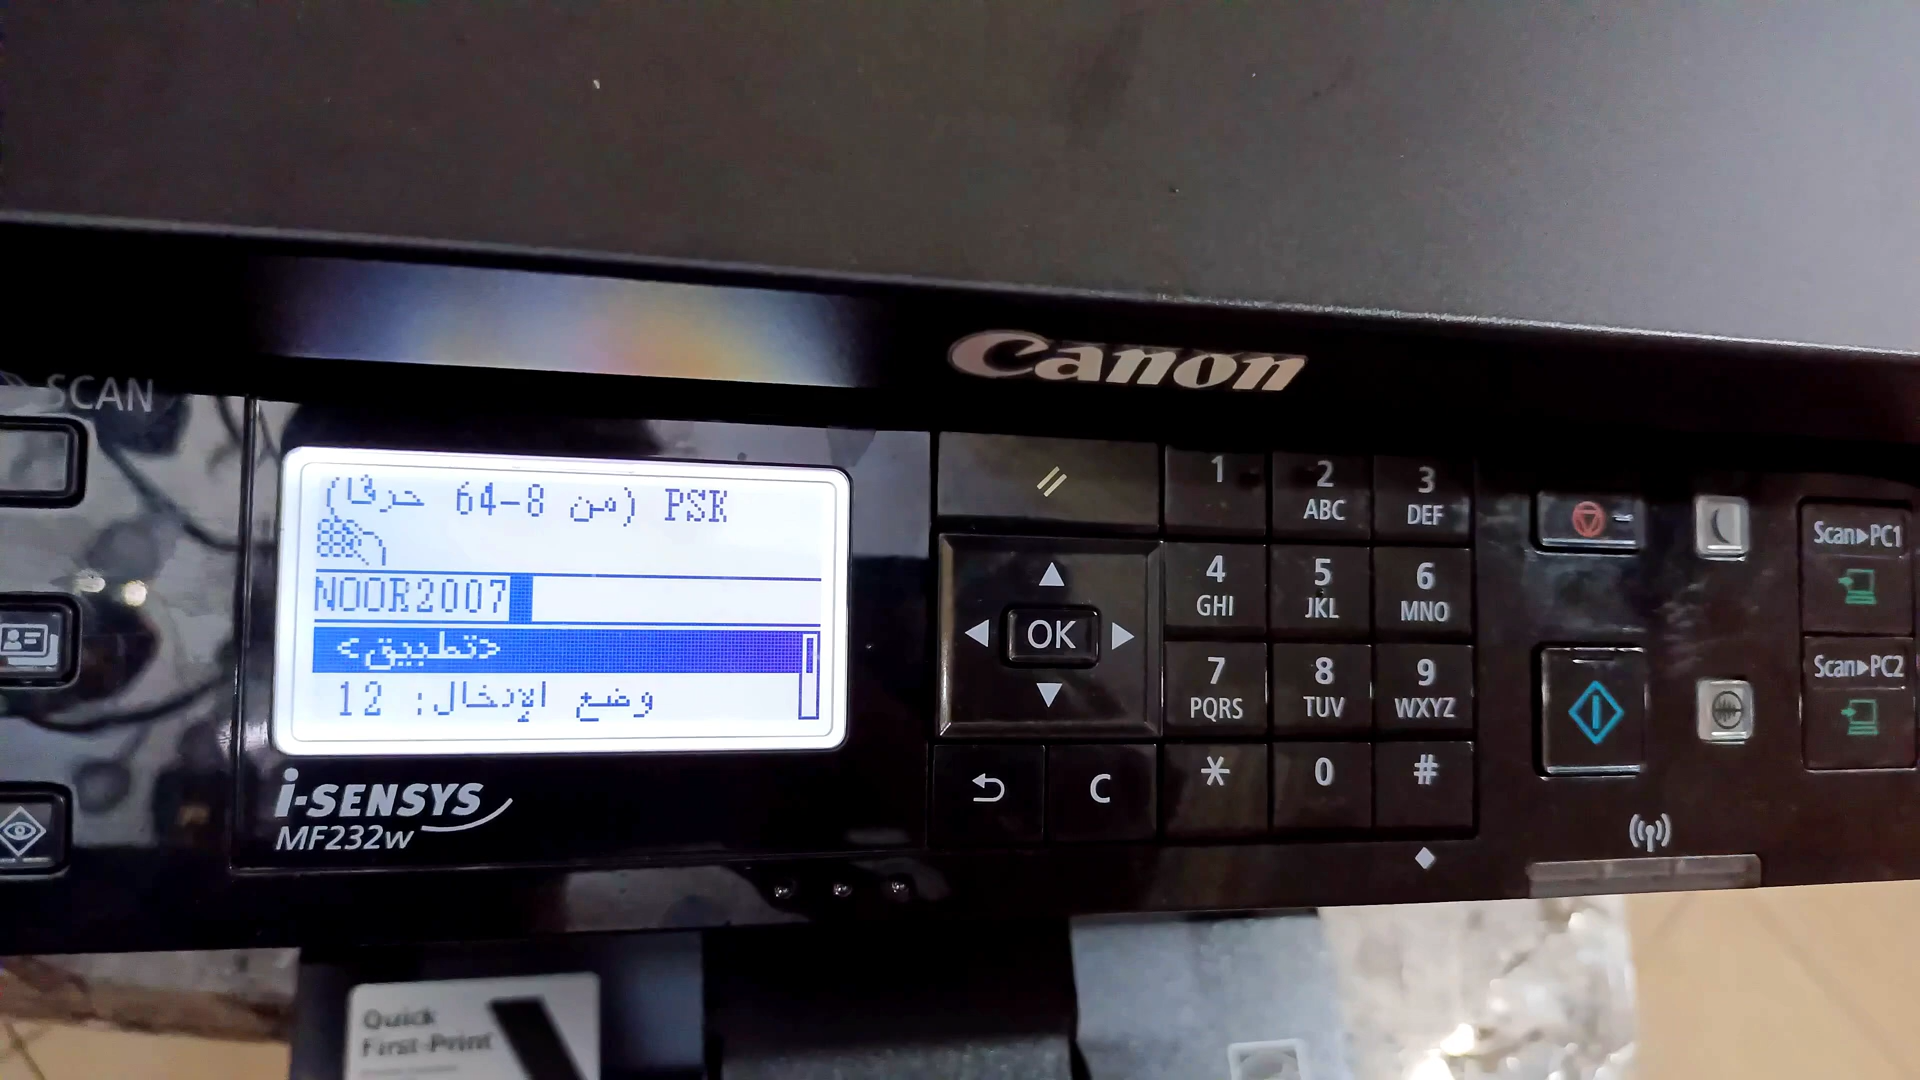 Canon
SCAN
PSK (من 8-64 حرفا)
NOOR2007
<تطبيق>
وضع الإدخال: 12
i-SENSYS
MF232w
1
2
ABC
3
DEF
4
GHI
5
JKL
6
MNO
7
PQRS
8
TUV
9
WXYZ
*
0
#
OK
C
Scan▶PC1
Scan▶PC2
Quick
First-Print